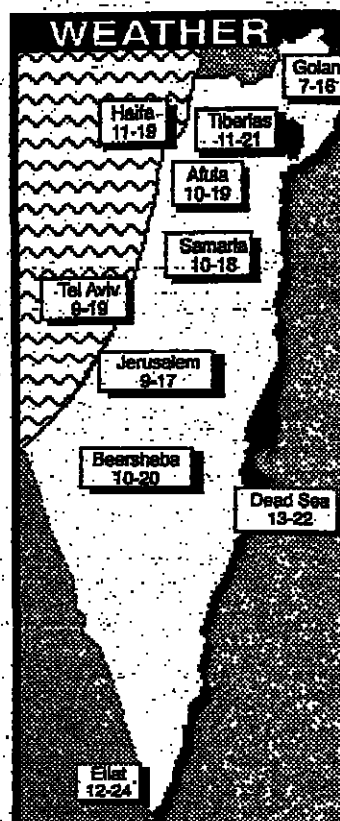 WEATHER
Golan
7-16
Haifa
11-19
Tiberias
11-21
Afula
10-19
Samaria
10-18
Tel Aviv
9-19
Jerusalem
9-17
Beersheba
10-20
Dead Sea
13-22
Eilat
12-24